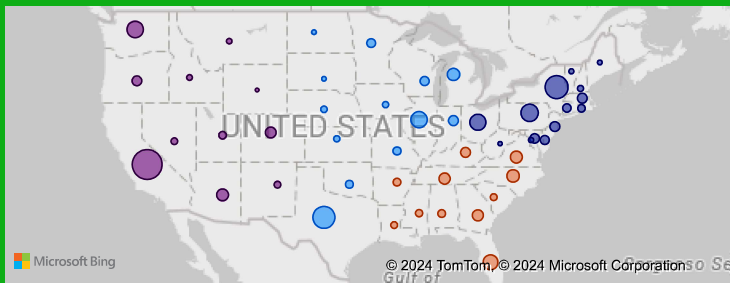 UNITED STATES
Microsoft Bing
© 2024 TomTom, © 2024 Microsoft Corporation
Gulf of